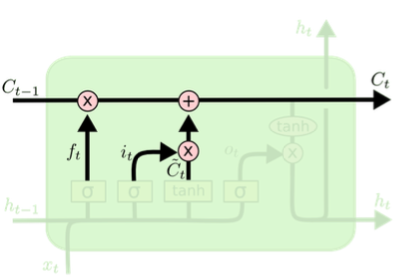 h_t
C_{t-1}
x
+
C_t
tanh
f_t
i_t
x
o_t
x
C̃_t
σ
σ
tanh
σ
h_{t-1}
h_t
x_t